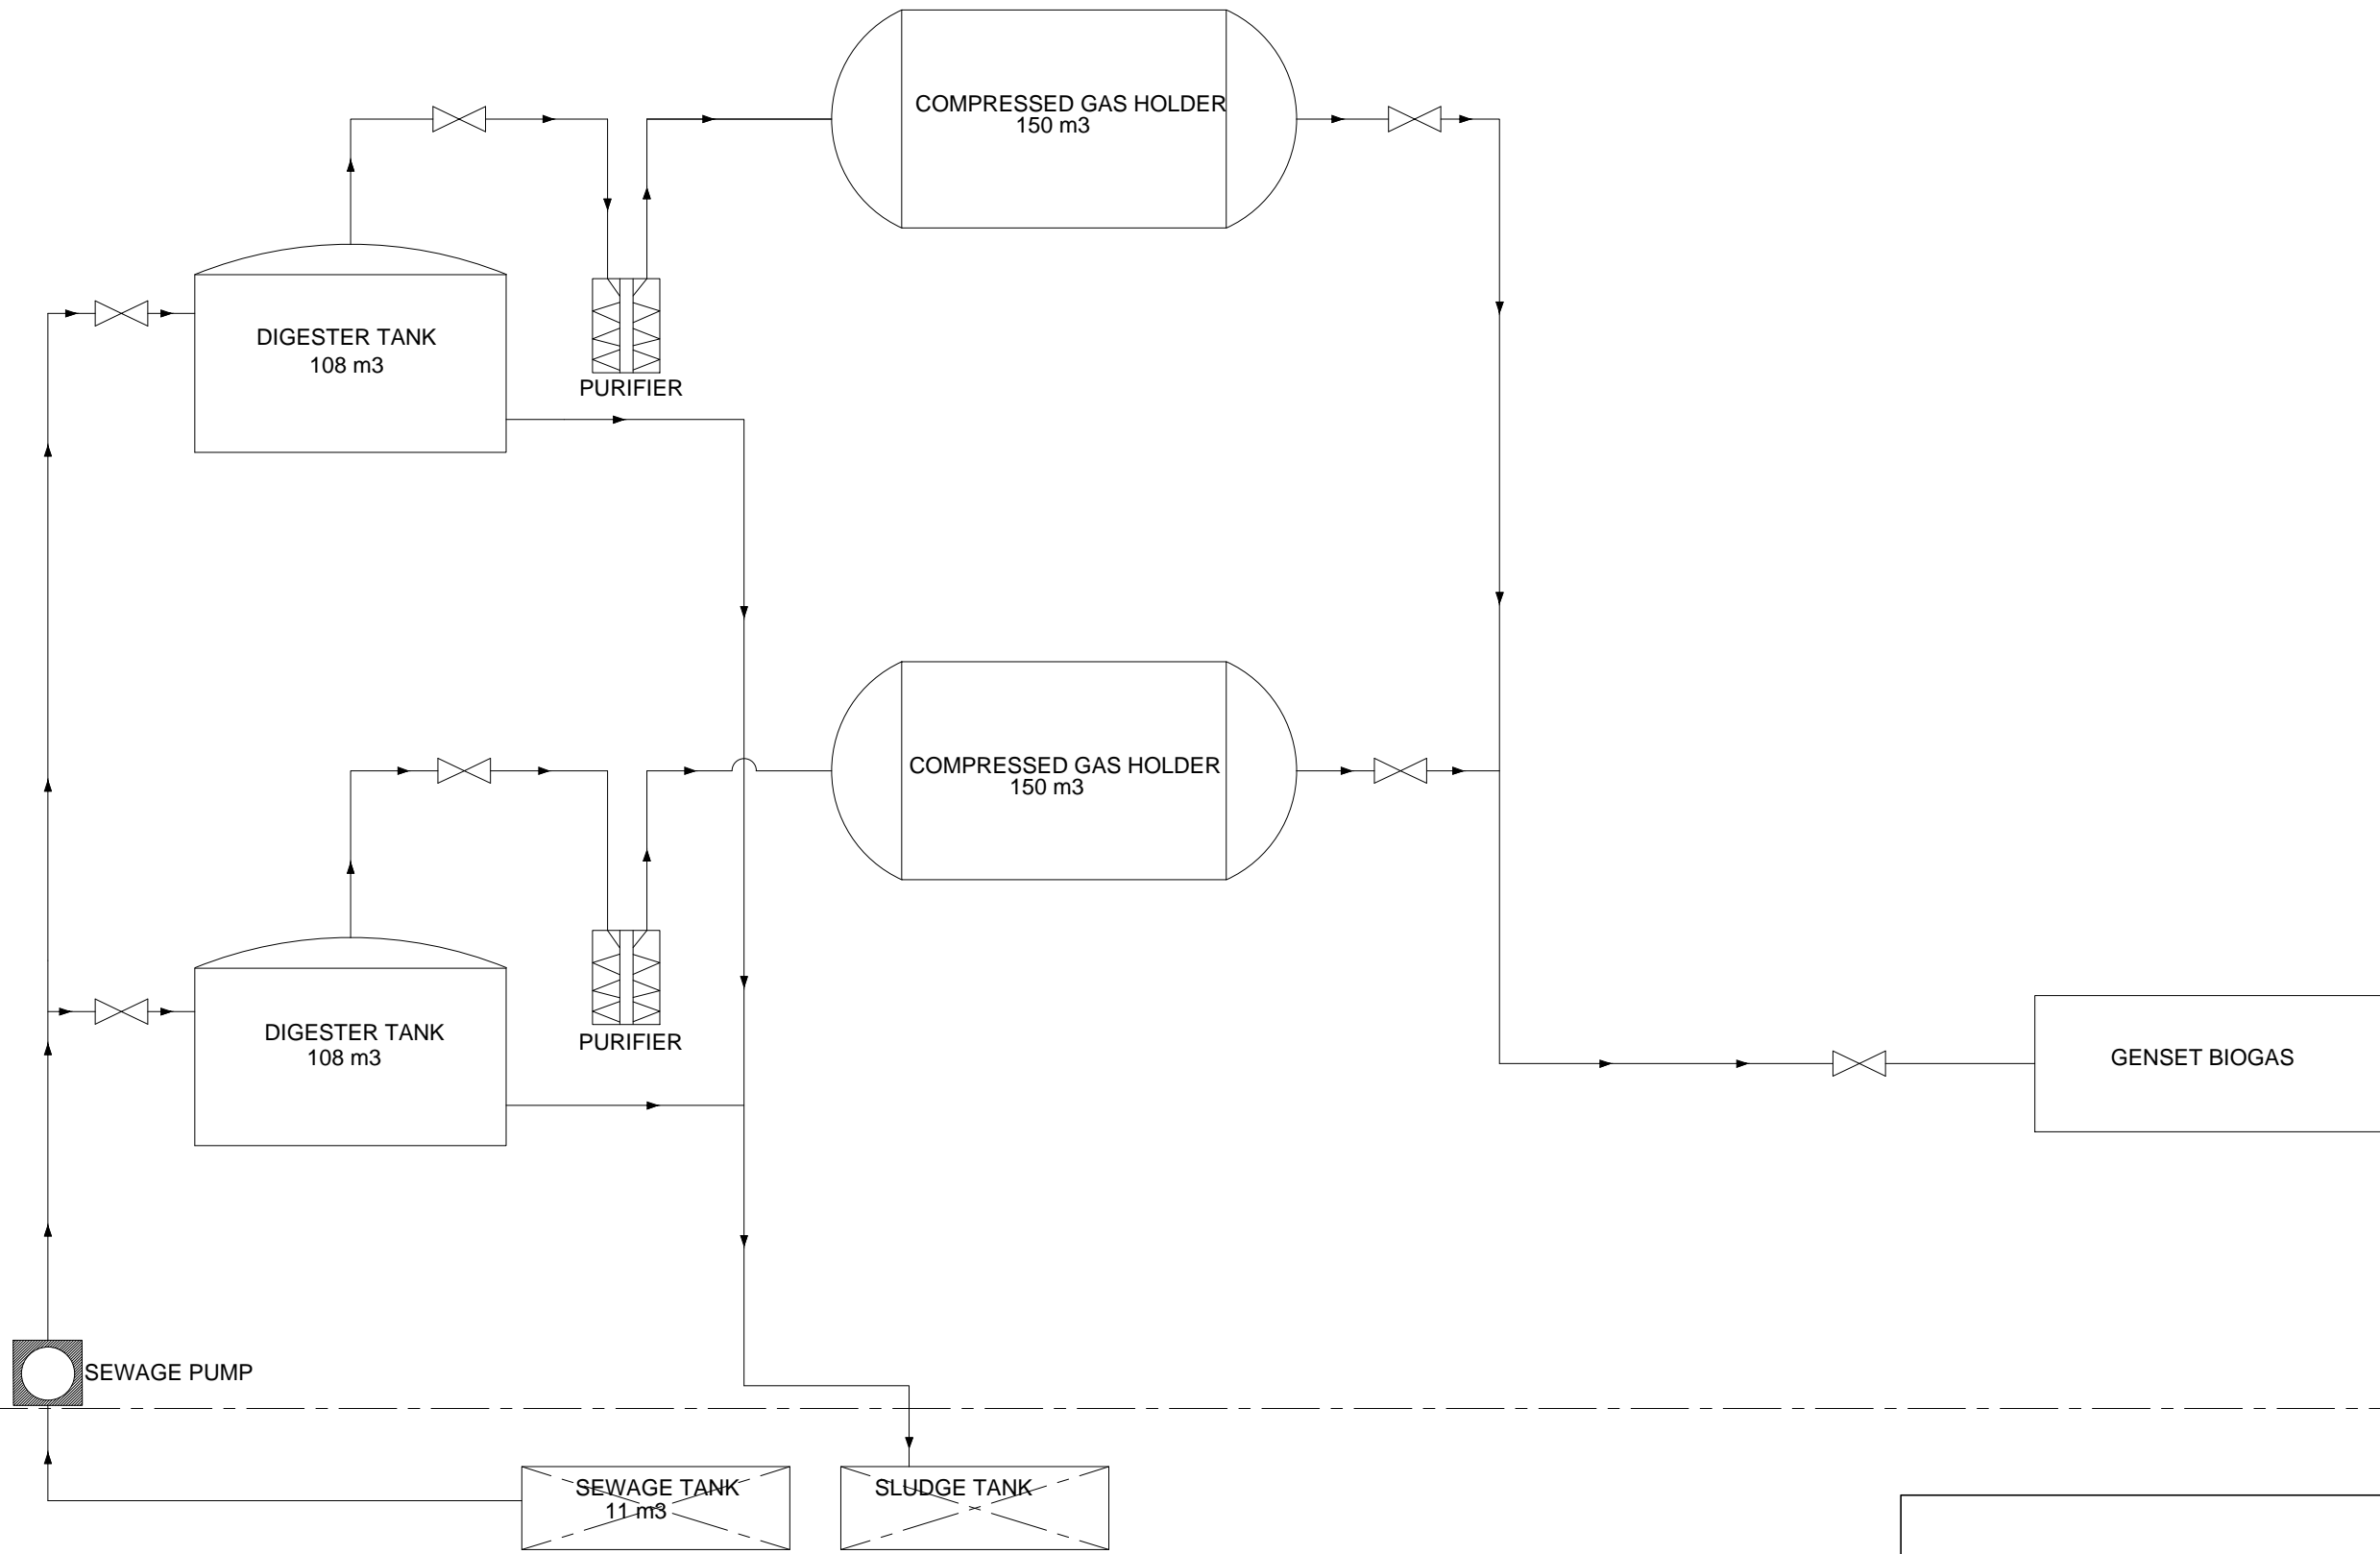 COMPRESSED GAS HOLDER
150 m3
DIGESTER TANK
108 m3
PURIFIER
COMPRESSED GAS HOLDER
150 m3
DIGESTER TANK
108 m3
PURIFIER
GENSET BIOGAS
SEWAGE PUMP
SEWAGE TANK
11 m3
SLUDGE TANK